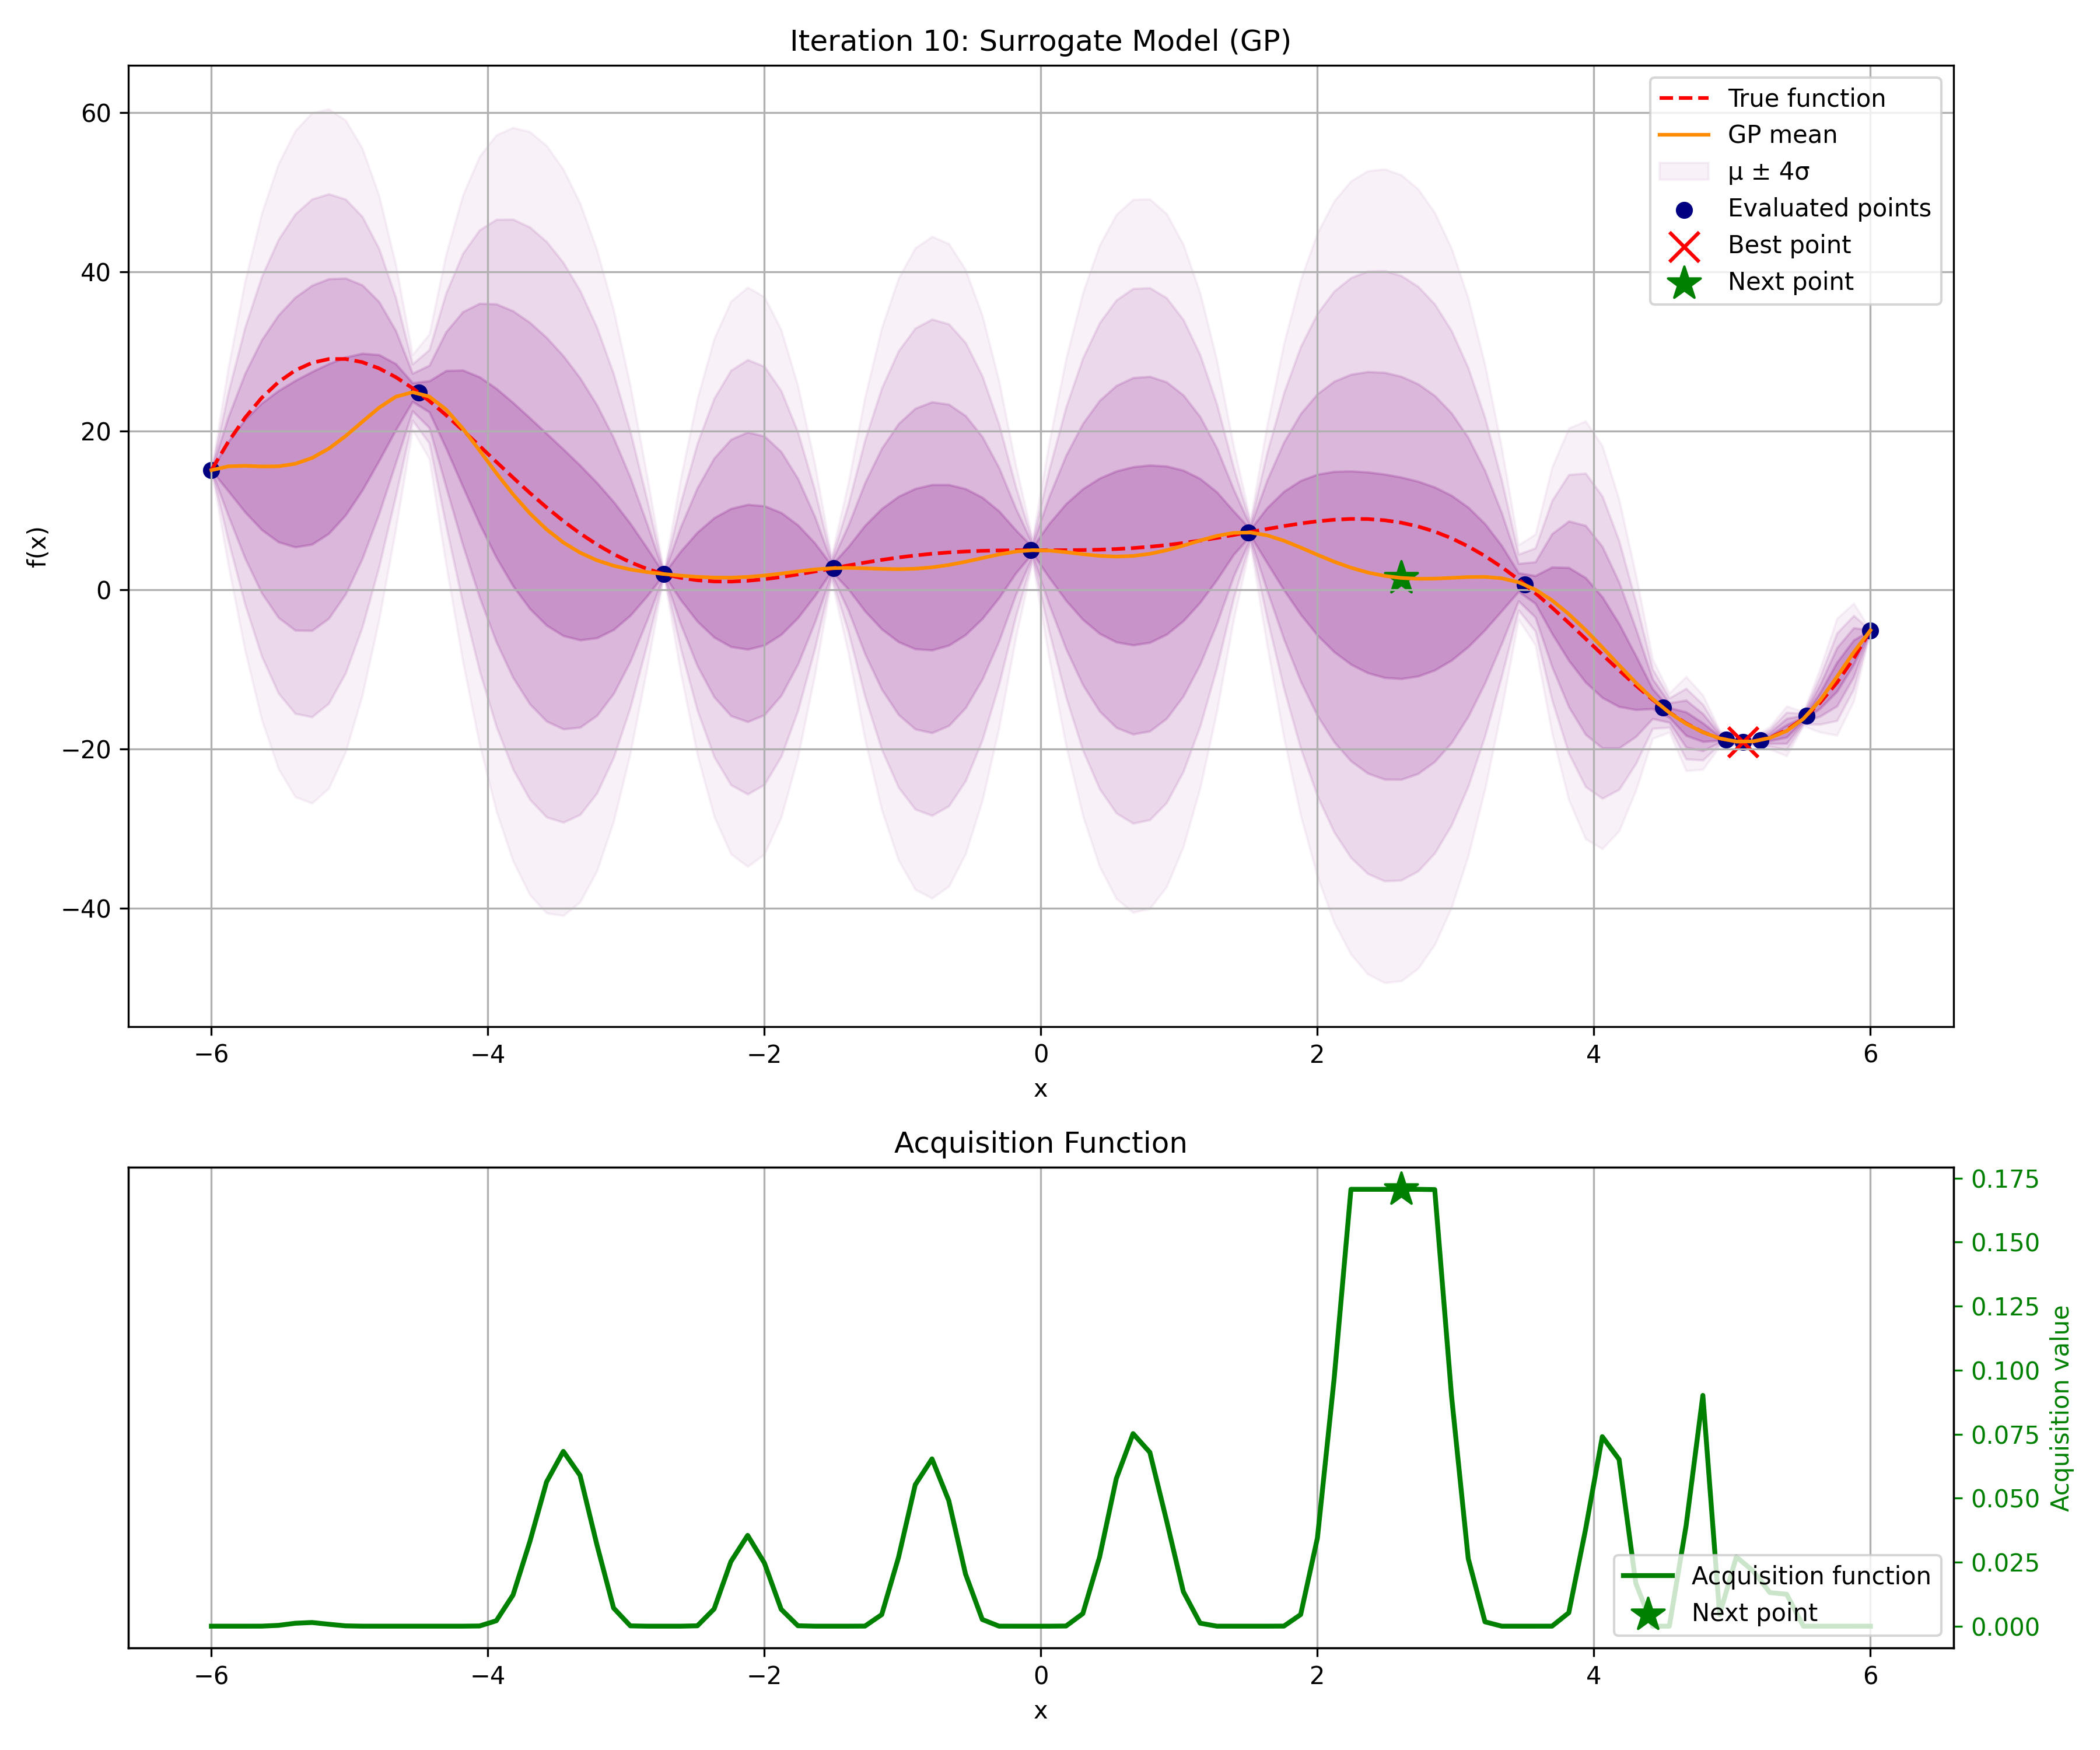 Iteration 10: Surrogate Model (GP)
60
40
20
0
−20
−40
f(x)
True function
GP mean
μ ± 4σ
Evaluated points
Best point
Next point
−6 −4 −2 0 2 4 6
x
Acquisition Function
0.175
0.150
0.125
0.100
0.075
0.050
0.025
0.000
Acquisition value
Acquisition function
Next point
−6 −4 −2 0 2 4 6
x